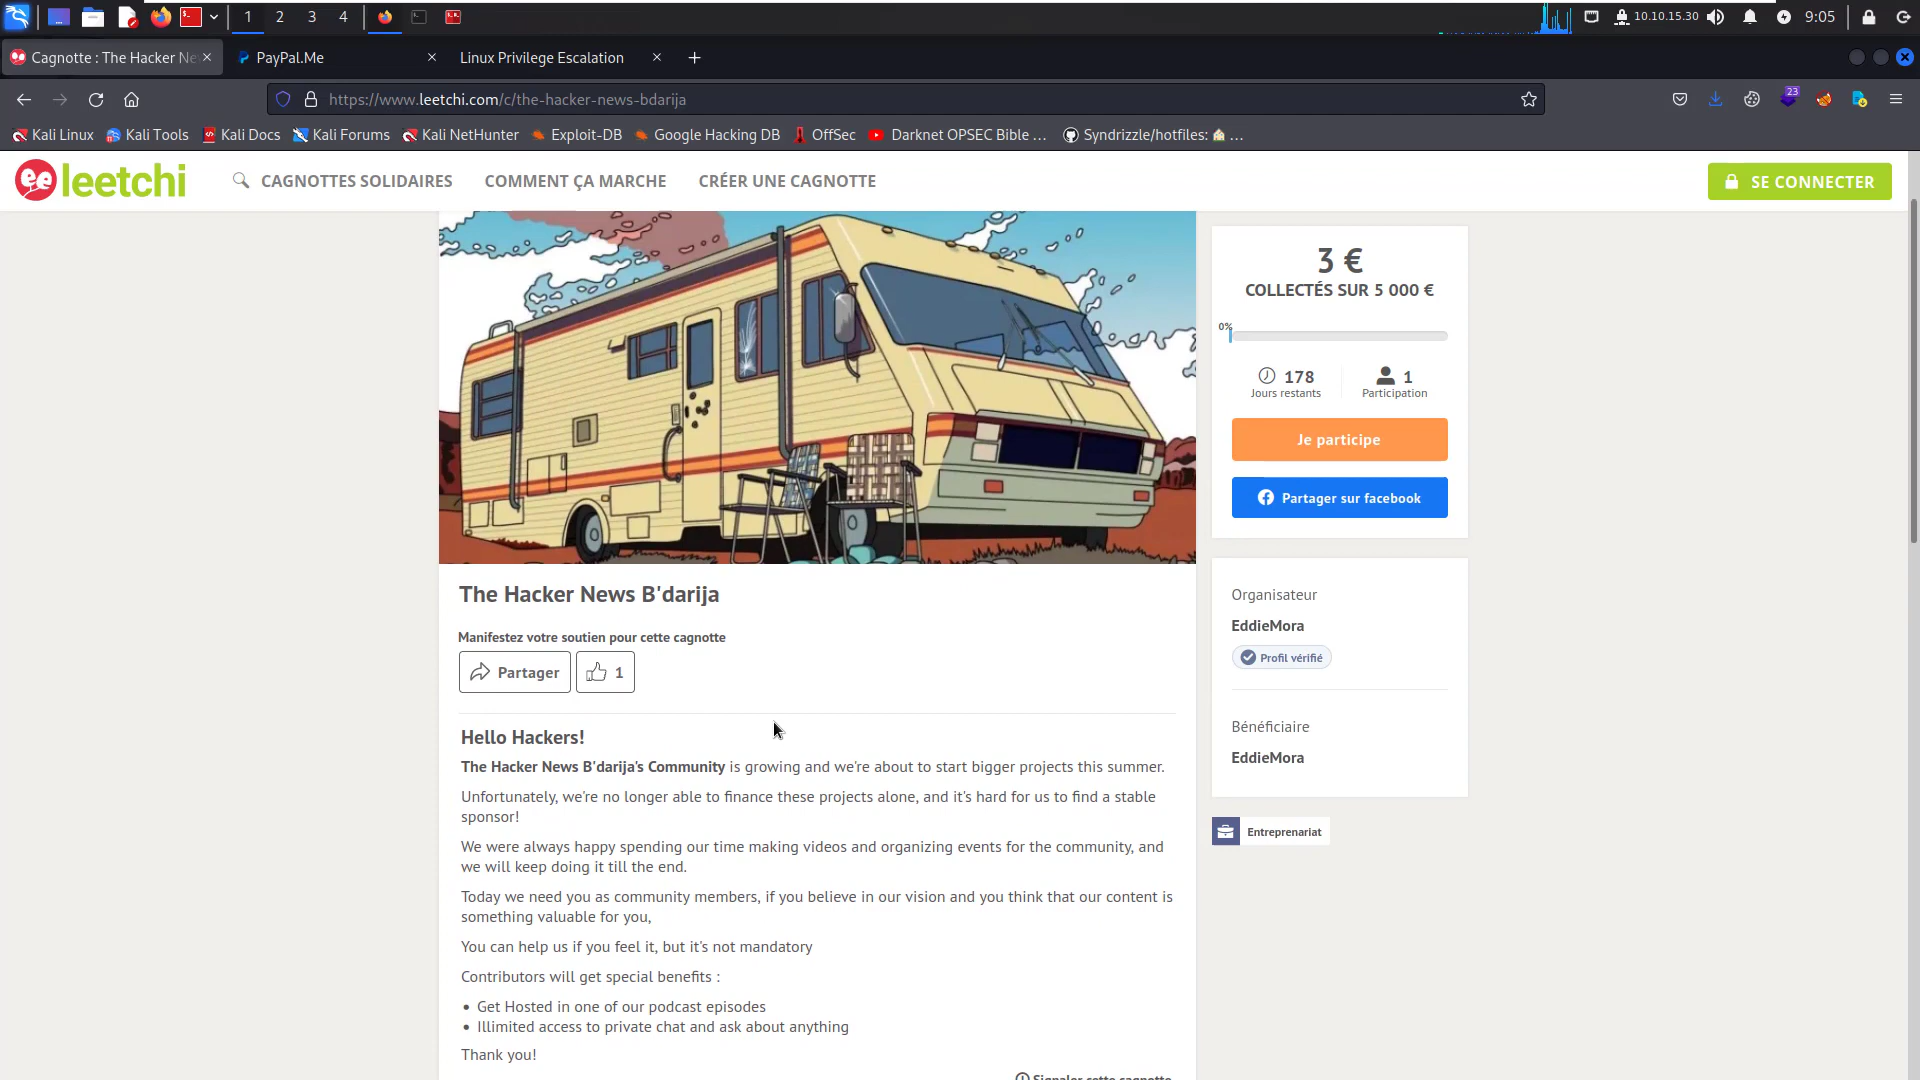 1 2 3 4 10.10.15.30 9:05
Cagnotte : The Hacker Ne PayPal.Me Linux Privilege Escalation
https://www.leetchi.com/c/the-hacker-news-bdarija 23
Kali Linux Kali Tools Kali Docs Kali Forums Kali NetHunter Exploit-DB Google Hacking DB OffSec Darknet OPSEC Bible ... Syndrizzle/hotfiles: ...
leetchi CAGNOTTES SOLIDAIRES COMMENT ÇA MARCHE CRÉER UNE CAGNOTTE SE CONNECTER
3 €
COLLECTÉS SUR 5 000 €
0%
178 1
Jours restants Participation
Je participe
Partager sur facebook
The Hacker News B'darija
Manifestez votre soutien pour cette cagnotte
Partager 1
Hello Hackers!
The Hacker News B'darija's Community is growing and we're about to start bigger projects this summer.
Unfortunately, we're no longer able to finance these projects alone, and it's hard for us to find a stable
sponsor!
We were always happy spending our time making videos and organizing events for the community, and
we will keep doing it till the end.
Today we need you as community members, if you believe in our vision and you think that our content is
something valuable for you,
You can help us if you feel it, but it's not mandatory
Contributors will get special benefits :
• Get Hosted in one of our podcast episodes
• Illimited access to private chat and ask about anything
Thank you!
Signaler cette cagnotte
Organisateur
EddieMora
Profil vérifié
Bénéficiaire
EddieMora
Entreprenariat